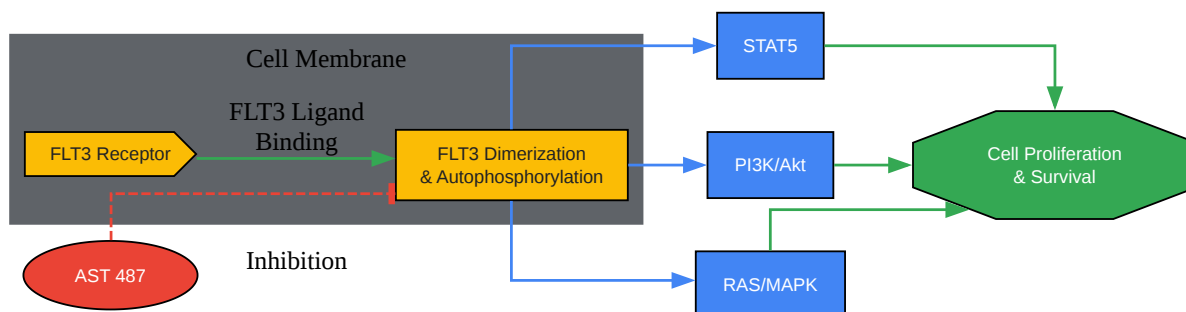 STAT5
Cell Membrane
FLT3 Ligand
Binding
FLT3 Receptor
FLT3 Dimerization
& Autophosphorylation
PI3K/Akt
Cell Proliferation
& Survival
Inhibition
AST 487
RAS/MAPK